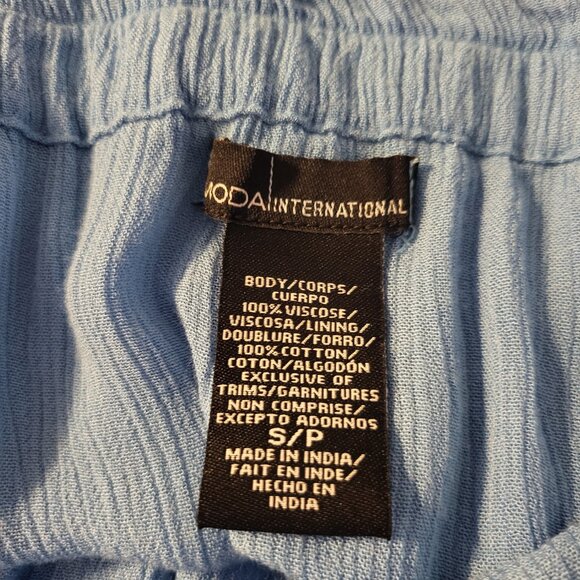 MODA INTERNATIONAL
BODY/CORPS/
CUERPO
100% VISCOSE/
VISCOSA/LINING/
DOUBLURE/FORRO/
100% COTTON/
COTON/ALGODÓN
EXCLUSIVE OF
TRIMS/GARNITURES
NON COMPRISE/
EXCEPTO ADORNOS
S/P
MADE IN INDIA/
FAIT EN INDE/
HECHO EN
INDIA